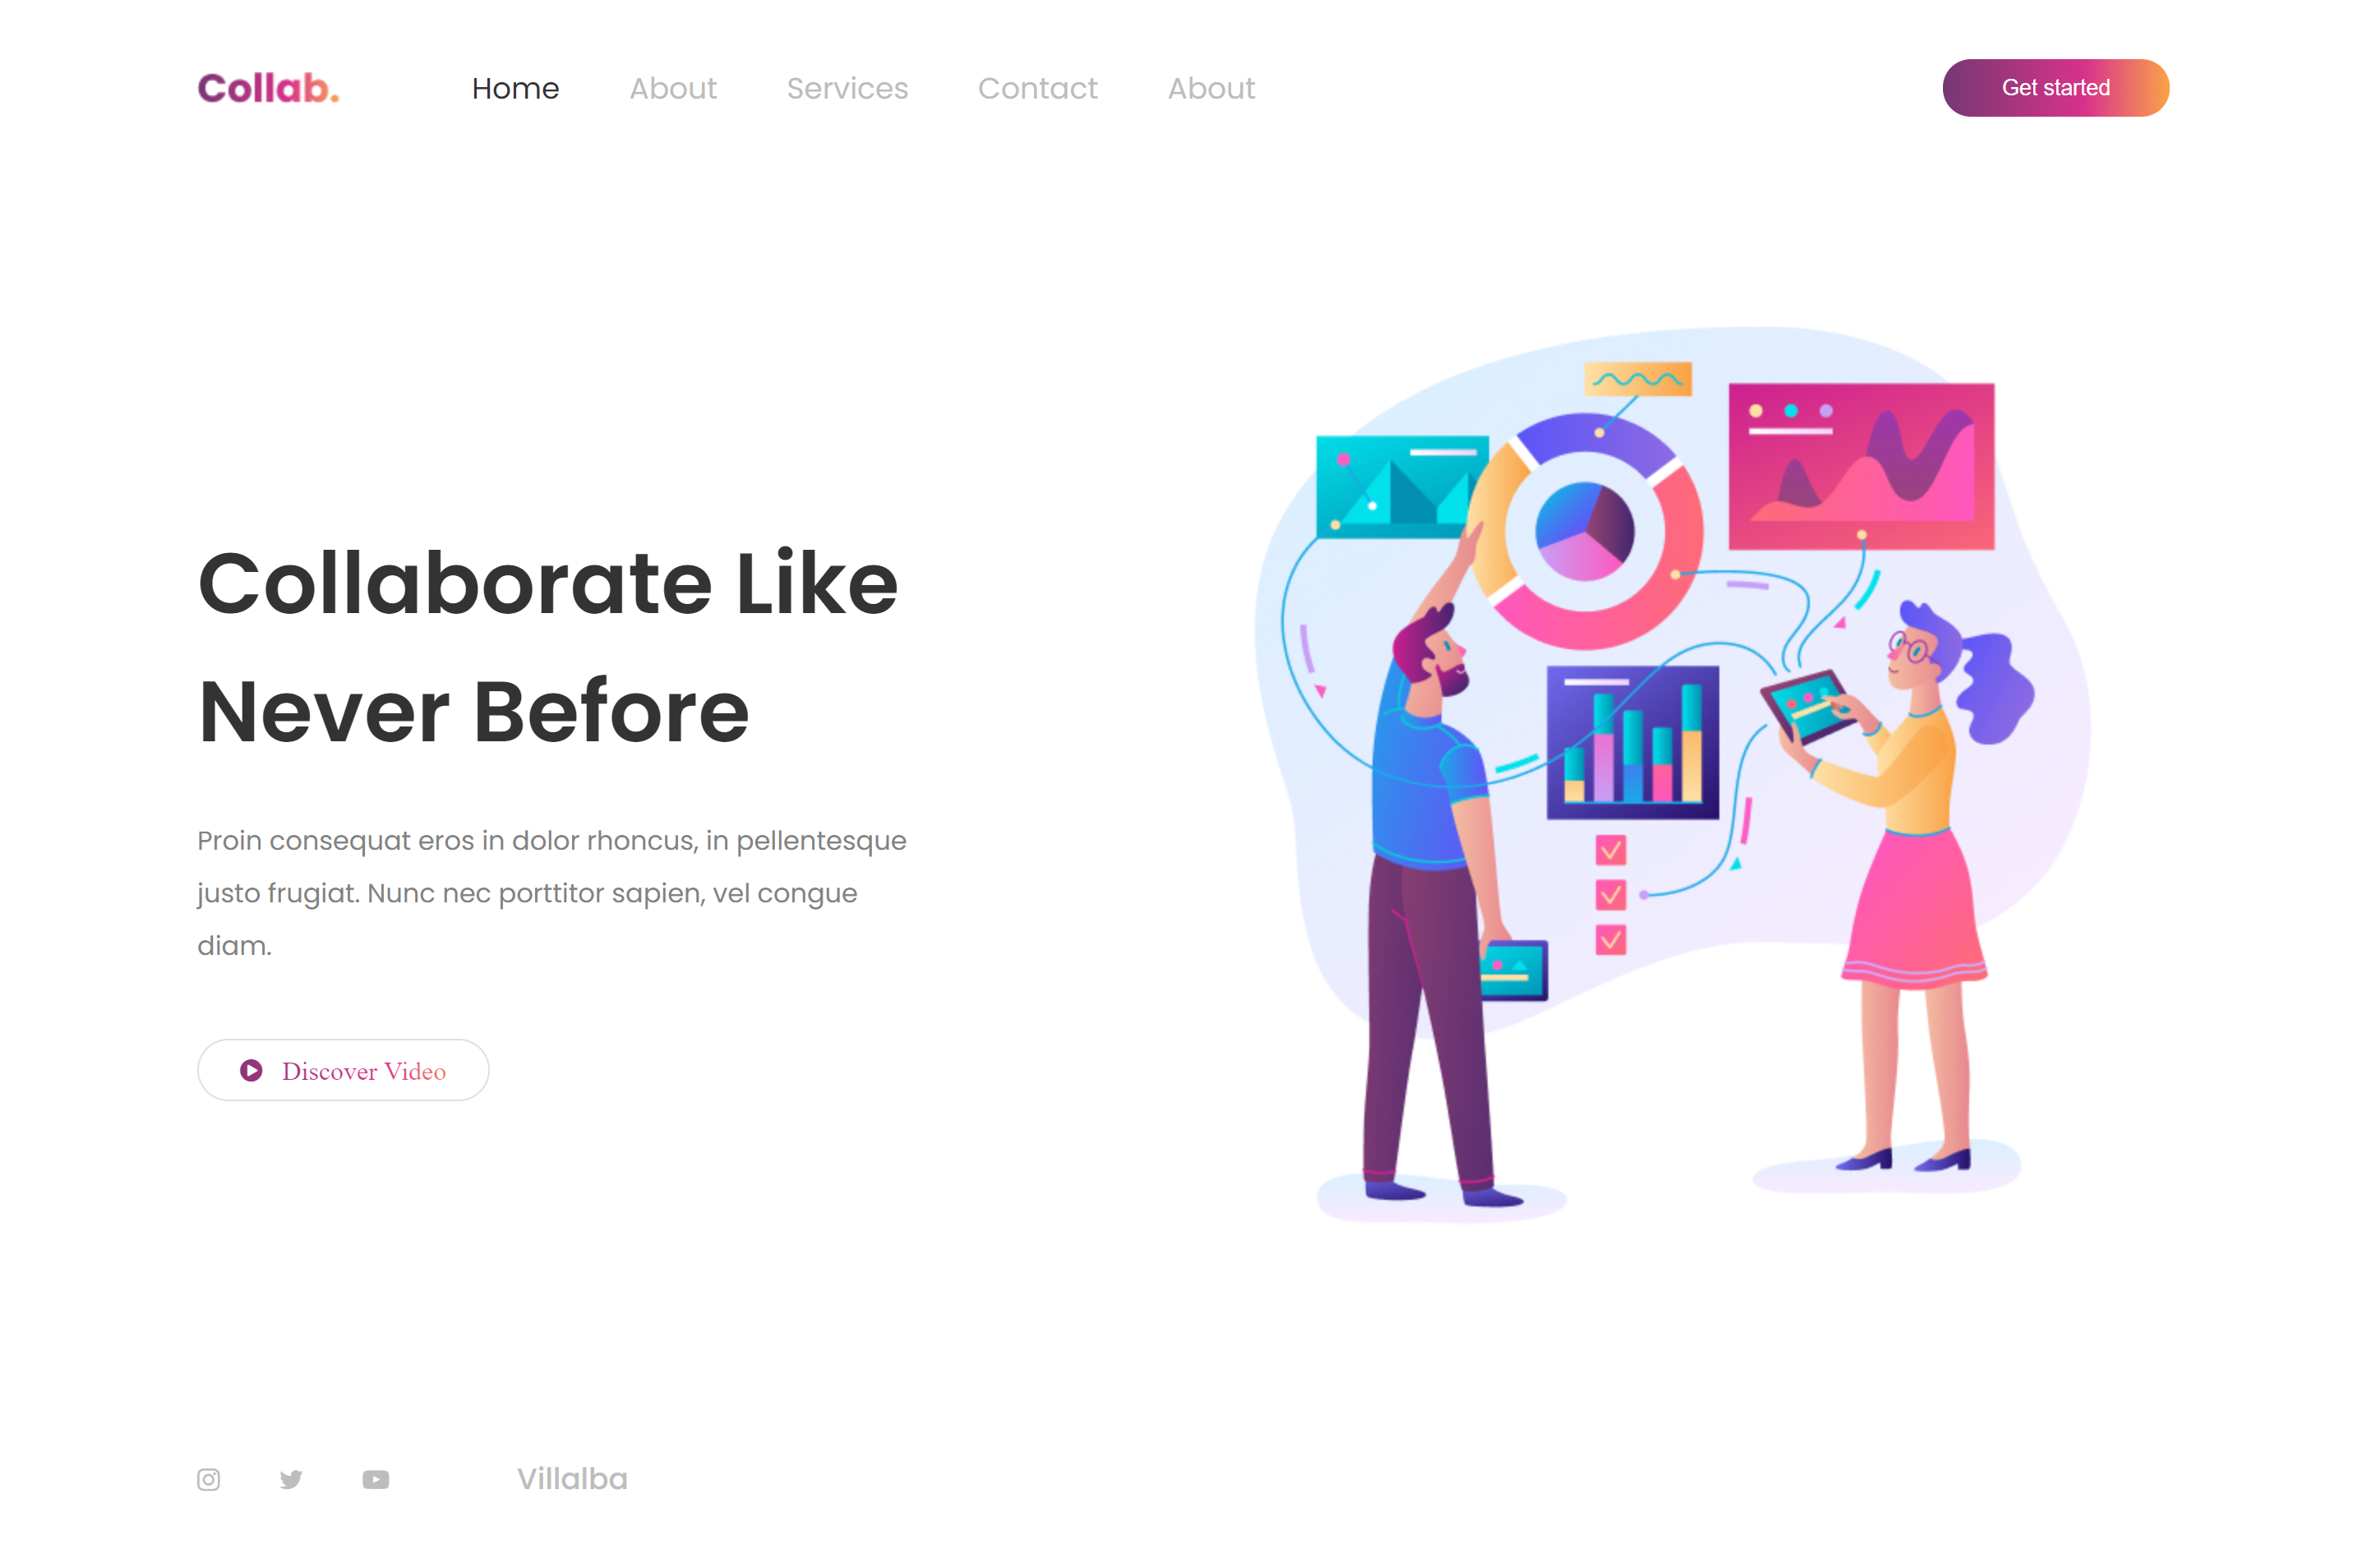 Collab.
Home About Services Contact About
Get started
Collaborate Like
Never Before
Proin consequat eros in dolor rhoncus, in pellentesque
justo frugiat. Nunc nec porttitor sapien, vel congue
diam.
Discover Video
Villalba